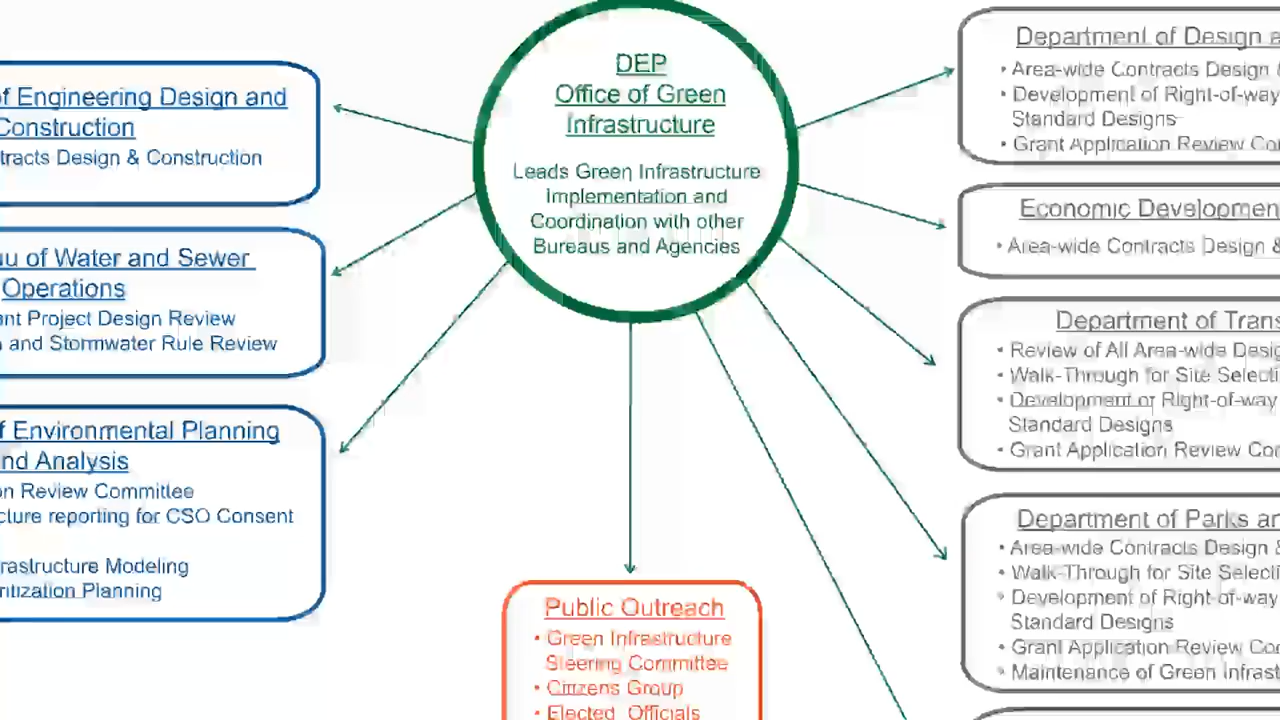 of Engineering Design and
Construction
tracts Design & Construction
u of Water and Sewer
Operations
ant Project Design Review
and Stormwater Rule Review
f Environmental Planning
nd Analysis
on Review Committee
cture reporting for CSO Consent
rastructure Modeling
ritization Planning
DEP
Office of Green
Infrastructure
Leads Green Infrastructure
Implementation and
Coordination with other
Bureaus and Agencies
Public Outreach
• Green Infrastructure
Steering Committee
• Citizens Group
• Elected Officials
Department of Design a
• Area-wide Contracts Design &
• Development of Right-of-way
Standard Designs
• Grant Application Review Co
Economic Developmen
• Area-wide Contracts Design &
Department of Trans
• Review of All Area-wide Desig
• Walk-Through for Site Selecti
• Development or Right-of-way
Standard Designs
• Grant Application Review Co
Department of Parks an
• Area-wide Contracts Design &
• Walk-Through for Site Selecti
• Development of Right-of-way
Standard Designs
• Grant Application Review Co
• Maintenance of Green Infrast